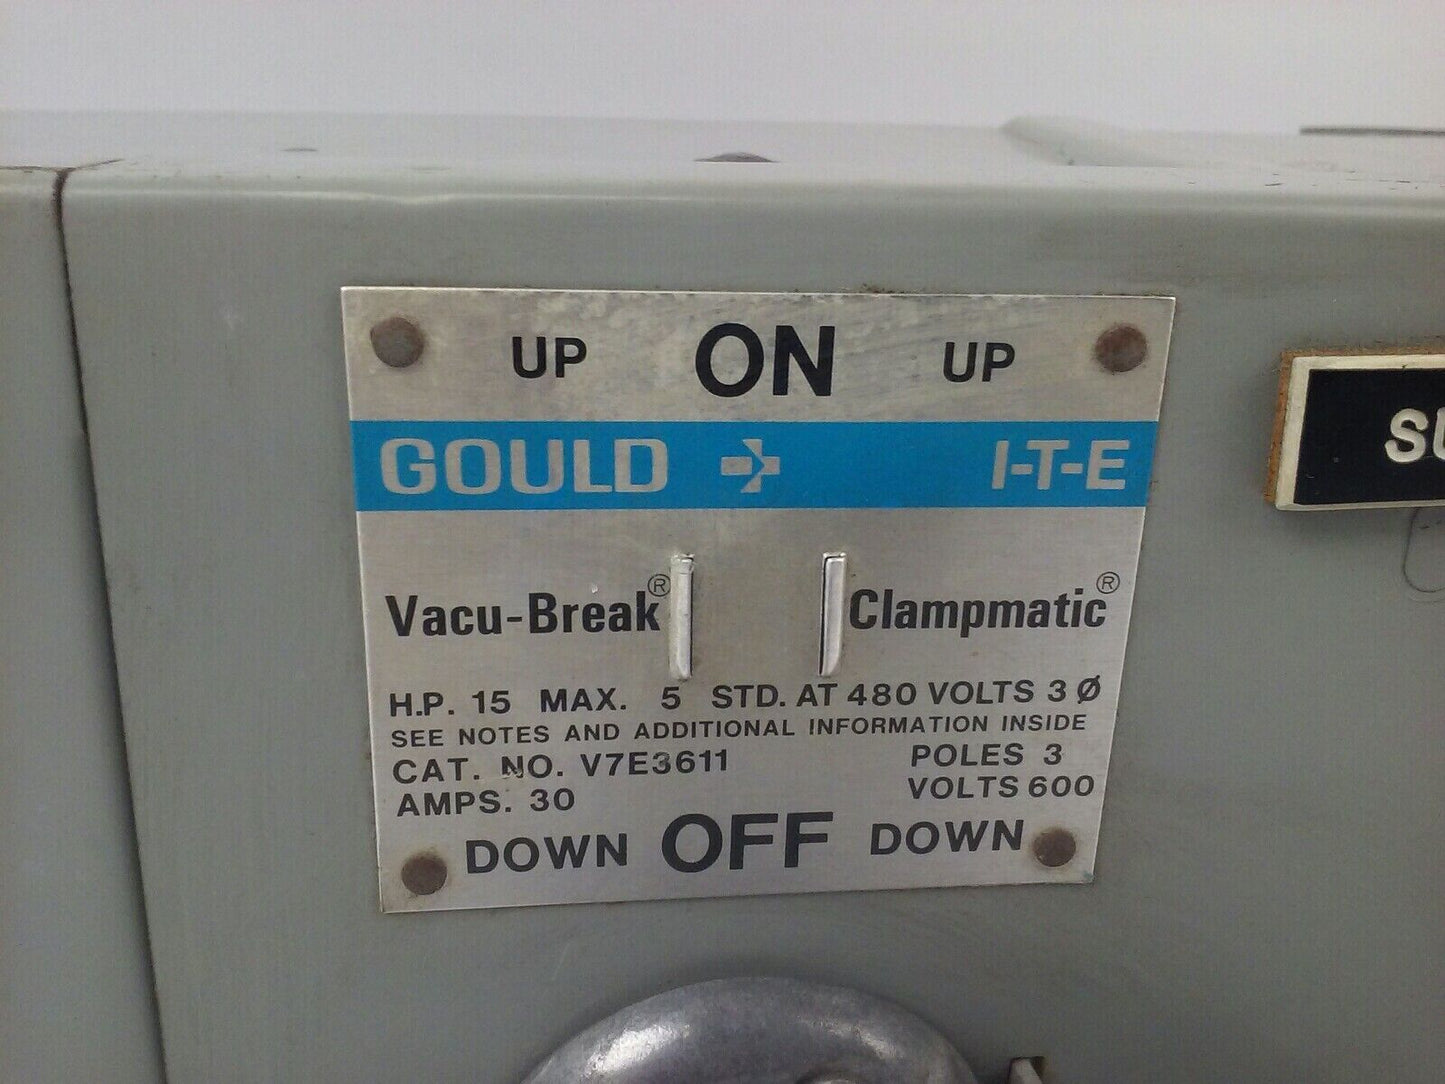 UP ON UP
GOULD I-T-E
Vacu-Break® Clampmatic®
H.P. 15 MAX. 5 STD. AT 480 VOLTS 3 Ø
SEE NOTES AND ADDITIONAL INFORMATION INSIDE
CAT. NO. V7E3611 POLES 3
AMPS. 30 VOLTS 600
DOWN OFF DOWN